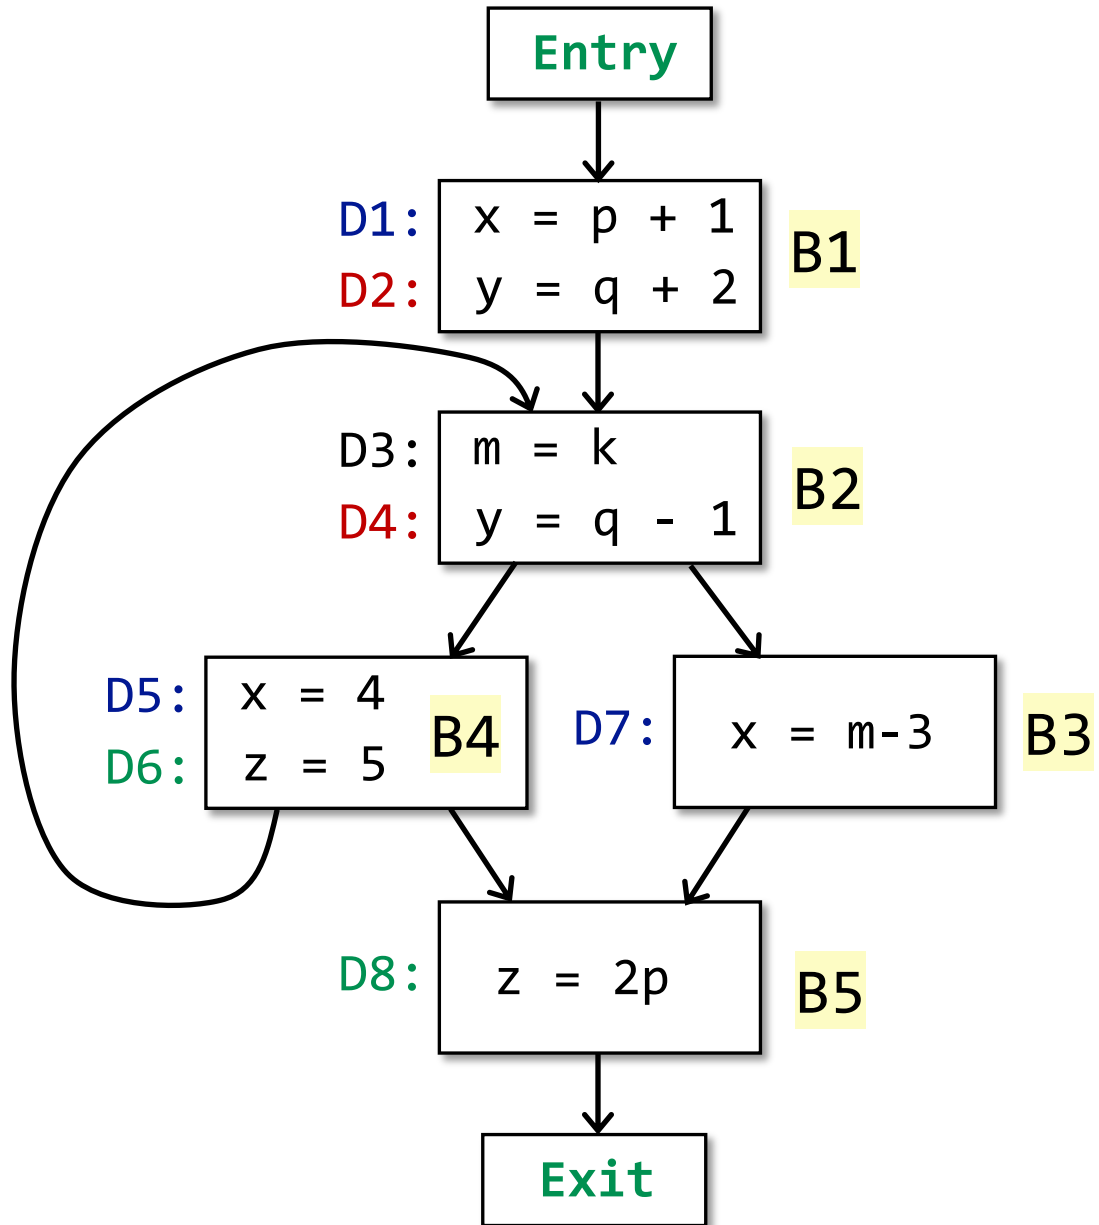 Entry
D1: x = p + 1
B1
D2: y = q + 2
D3: m = k
B2
D4: y = q - 1
D5: x = 4
B4
D6: z = 5
D7: x = m-3
B3
D8: z = 2p
B5
Exit